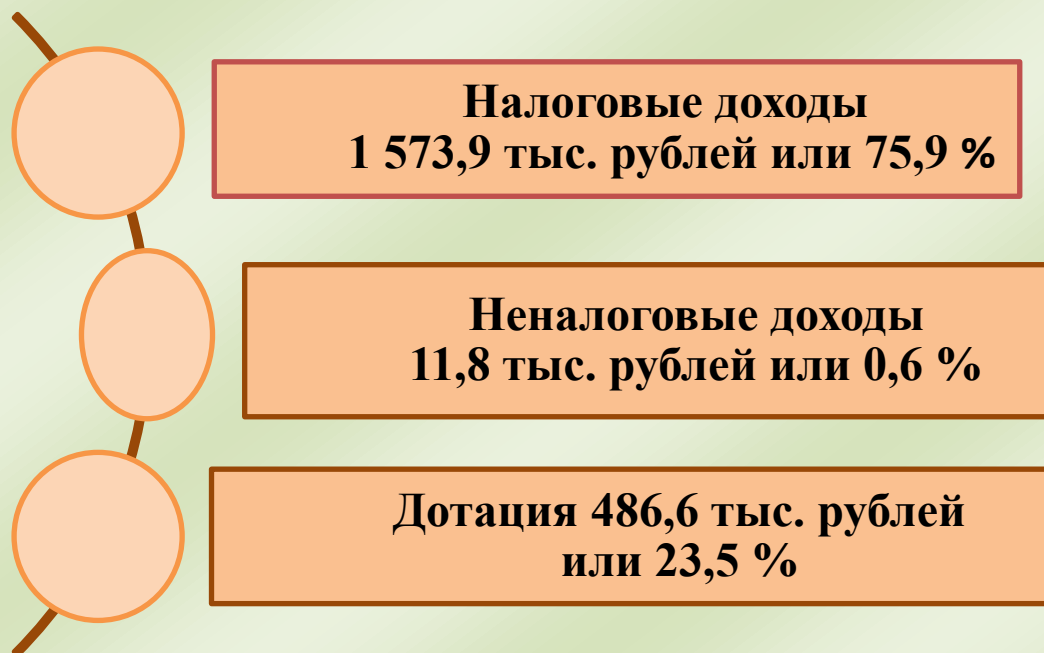 Налоговые доходы
1 573,9 тыс. рублей или 75,9 %
Неналоговые доходы
11,8 тыс. рублей или 0,6 %
Дотация 486,6 тыс. рублей
или 23,5 %